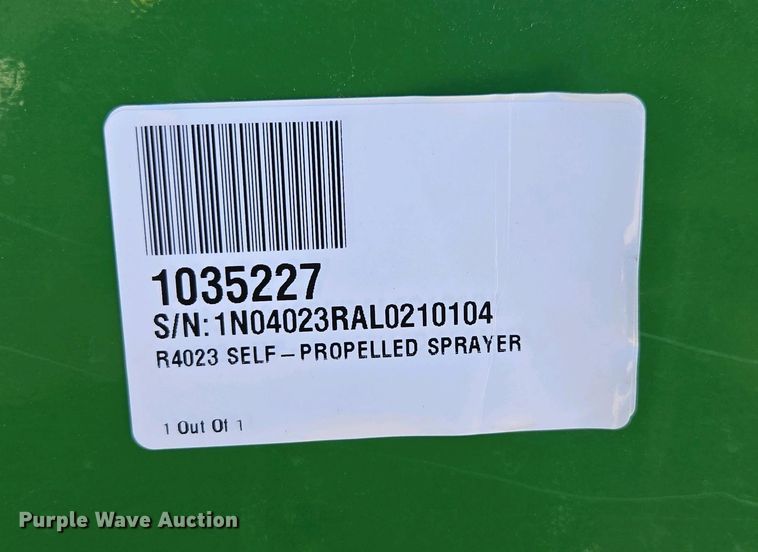 1035227
S/N:1N04023RAL0210104
R4023 SELF-PROPELLED SPRAYER
1 Out Of 1
Purple Wave Auction